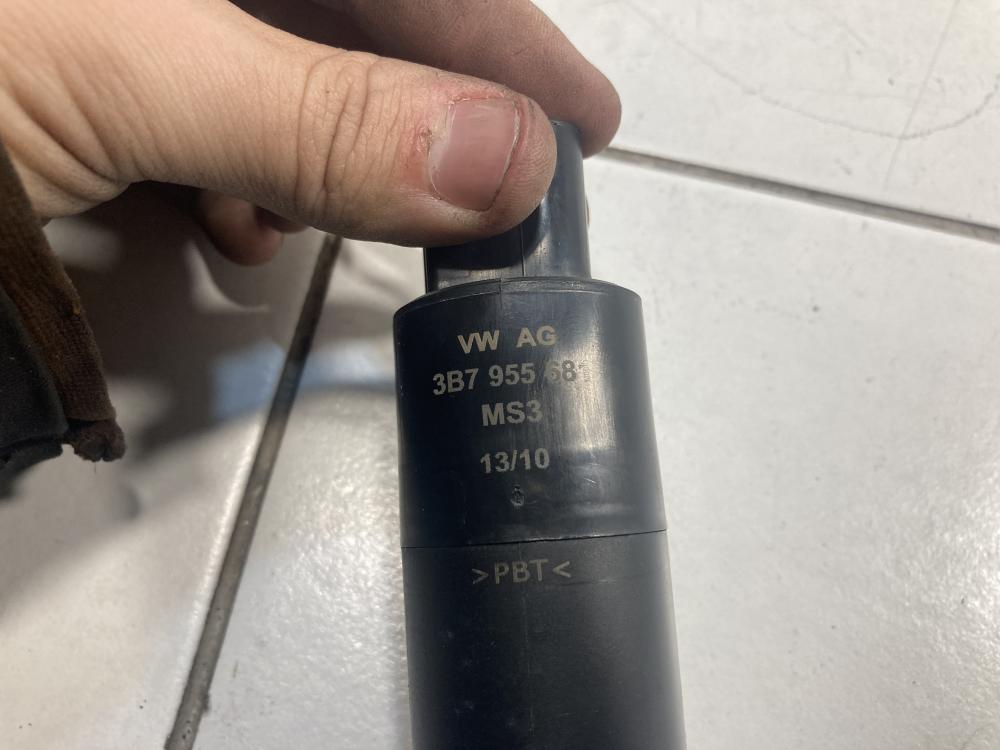 VW AG
3B7 955 681
MS3
13/10
>PBT<